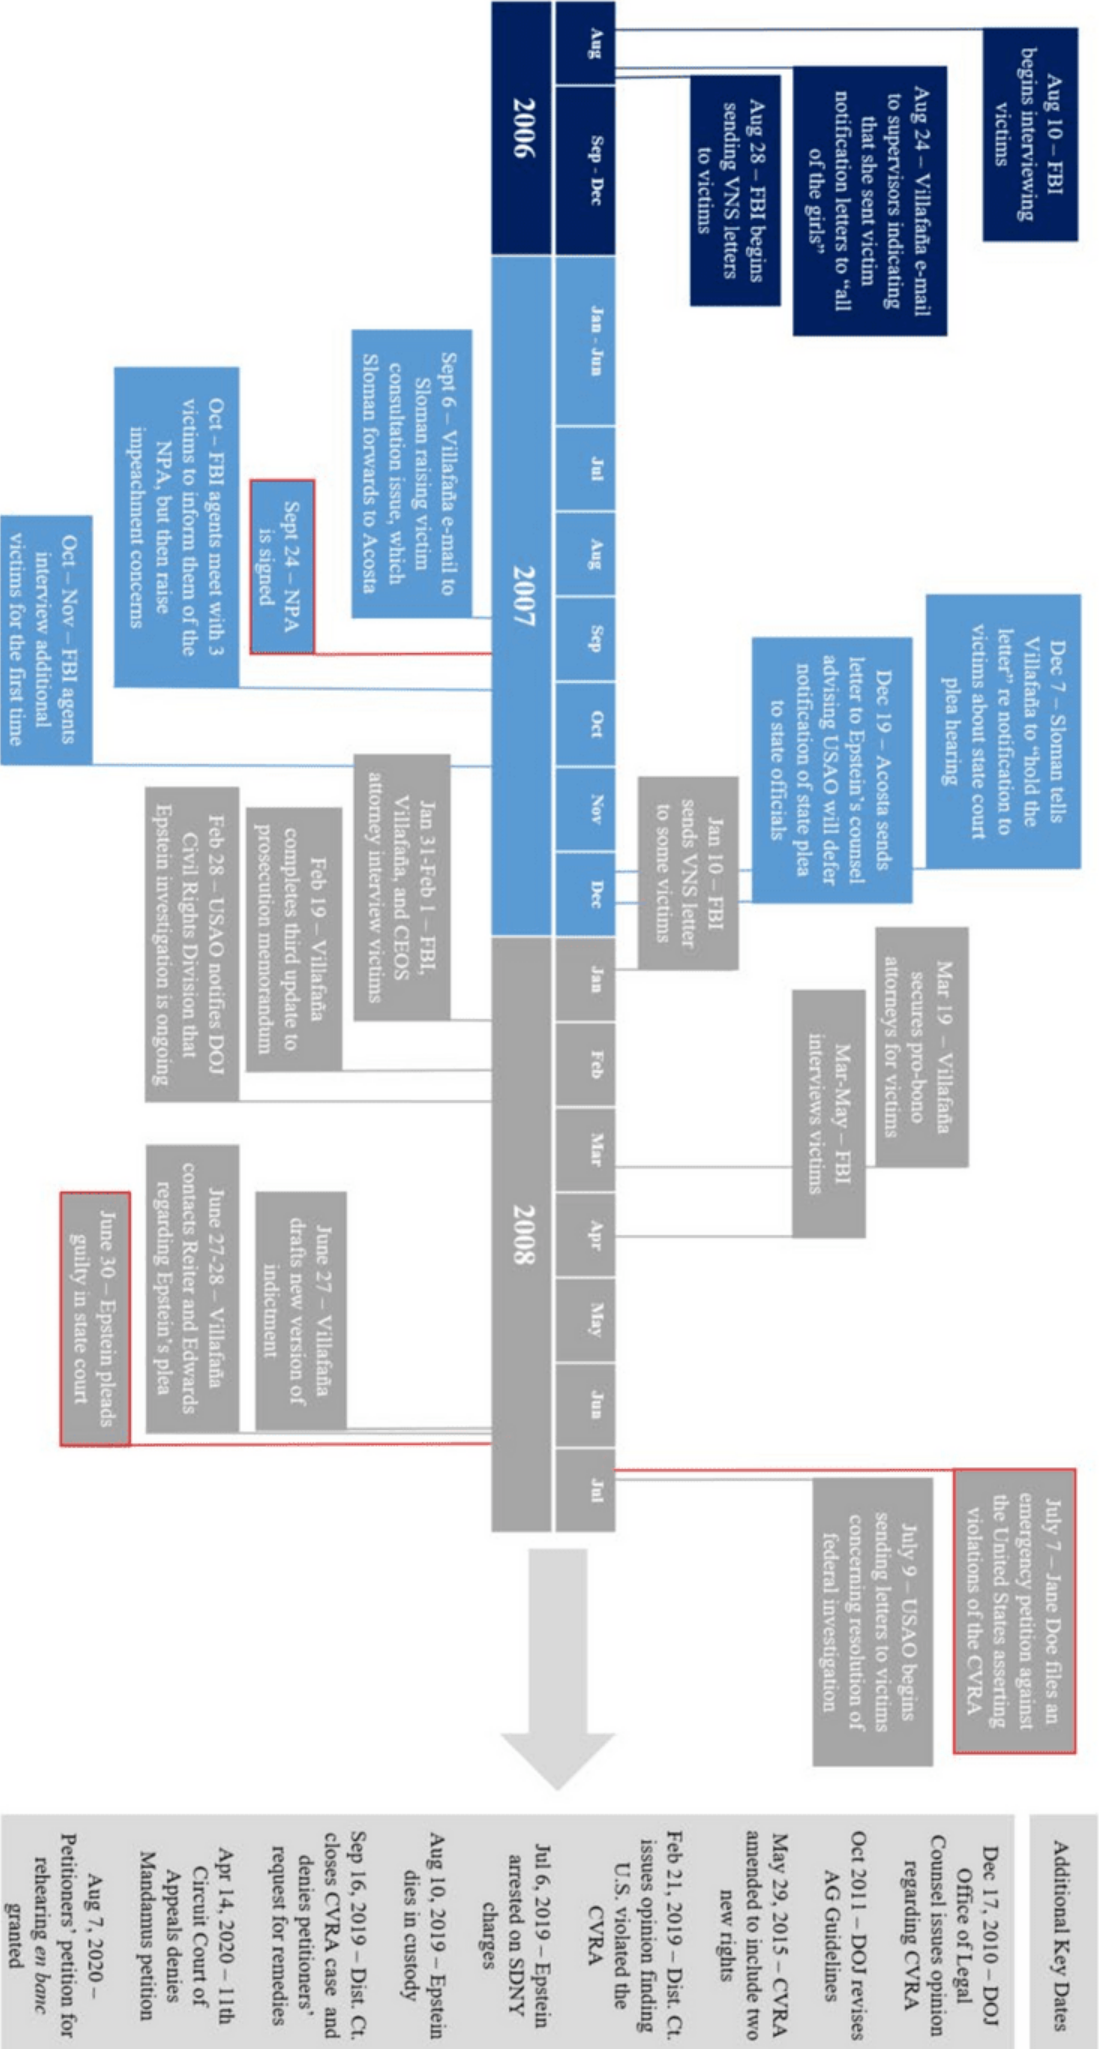 Aug 10 – FBI
begins interviewing
victims
Aug 24 – Villafaña e-mail
to supervisors indicating
that she sent victim
notification letters to “all
of the girls”
Aug 28 – FBI begins
sending VNS letters
to victims
Dec 7 – Sloman tells
Villafaña to “hold the
letter” re notification to
victims about state court
plea hearing
Dec 19 – Acosta sends
letter to Epstein’s counsel
advising USAO will defer
notification of state plea
to state officials
Jan 10 – FBI
sends VNS letter
to some victims
Mar 19 – Villafaña
secures pro-bono
attorneys for victims
Mar-May – FBI
interviews victims
July 7 – Jane Doe files an
emergency petition against
the United States asserting
violations of the CVRA
July 9 – USAO begins
sending letters to victims
concerning resolution of
federal investigation
Aug
Sep - Dec
Jan - Jun
Jul
Aug
Sep
Oct
Nov
Dec
Jan
Feb
Mar
Apr
May
Jun
Jul
2006
2007
2008
Sept 6 – Villafaña e-mail to
Sloman raising victim
consultation issue, which
Sloman forwards to Acosta
Sept 24 – NPA
is signed
Oct – FBI agents meet with 3
victims to inform them of the
NPA, but then raise
impeachment concerns
Oct – Nov – FBI agents
interview additional
victims for the first time
Jan 31-Feb 1 – FBI,
Villafaña, and CEOS
attorney interview victims
Feb 19 – Villafaña
completes third update to
prosecution memorandum
Feb 28 – USAO notifies DOJ
Civil Rights Division that
Epstein investigation is ongoing
June 27 – Villafaña
drafts new version of
indictment
June 27-28 – Villafaña
contacts Reiter and Edwards
regarding Epstein’s plea
June 30 – Epstein pleads
guilty in state court
Additional Key Dates
Dec 17, 2010 – DOJ
Office of Legal
Counsel issues opinion
regarding CVRA
Oct 2011 – DOJ revises
AG Guidelines
May 29, 2015 – CVRA
amended to include two
new rights
Feb 21, 2019 – Dist. Ct.
issues opinion finding
U.S. violated the
CVRA
Jul 6, 2019 – Epstein
arrested on SDNY
charges
Aug 10, 2019 – Epstein
dies in custody
Sep 16, 2019 – Dist. Ct.
closes CVRA case and
denies petitioners’
request for remedies
Apr 14, 2020 – 11th
Circuit Court of
Appeals denies
Mandamus petition
Aug 7, 2020 –
Petitioners’ petition for
rehearing en banc
granted